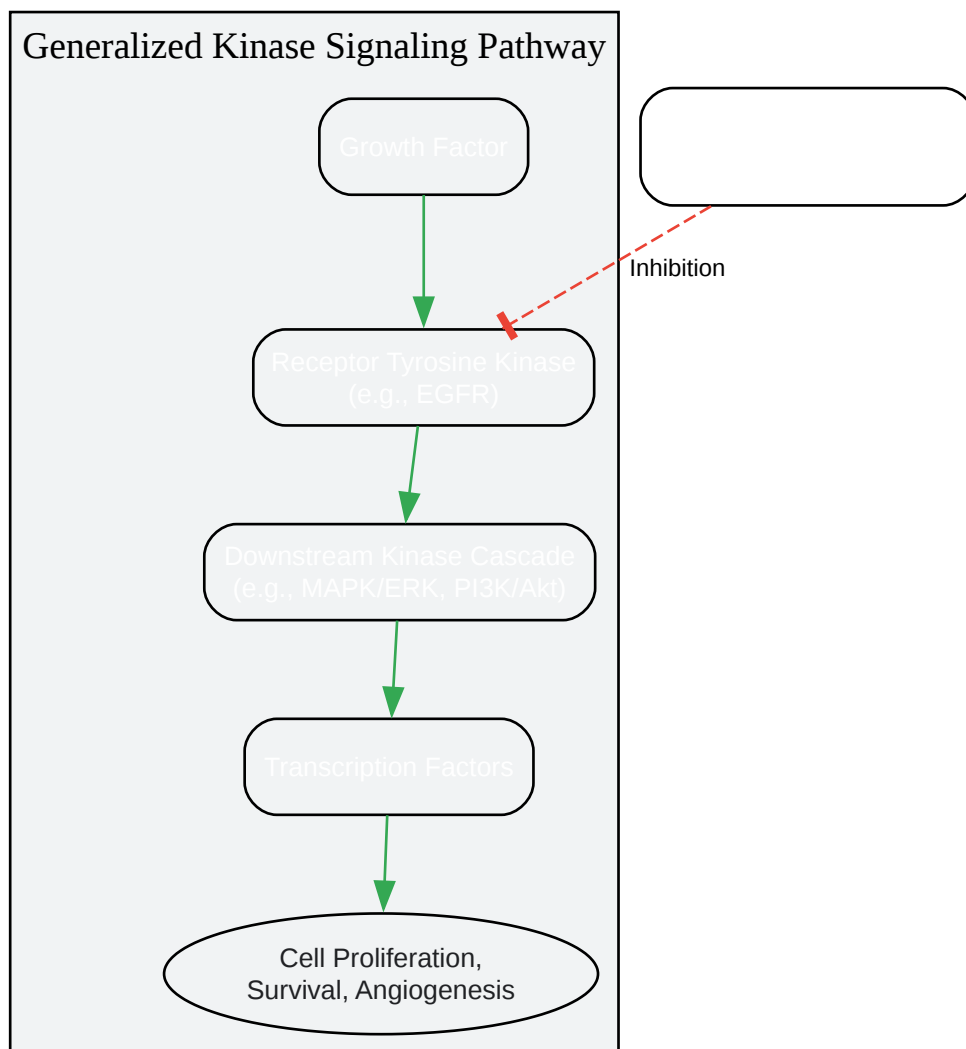 Generalized Kinase Signaling Pathway
Growth Factor
Inhibition
Receptor Tyrosine Kinase
(e.g., EGFR)
Downstream Kinase Cascade
(e.g., MAPK/ERK, PI3K/Akt)
Transcription Factors
Cell Proliferation,
Survival, Angiogenesis